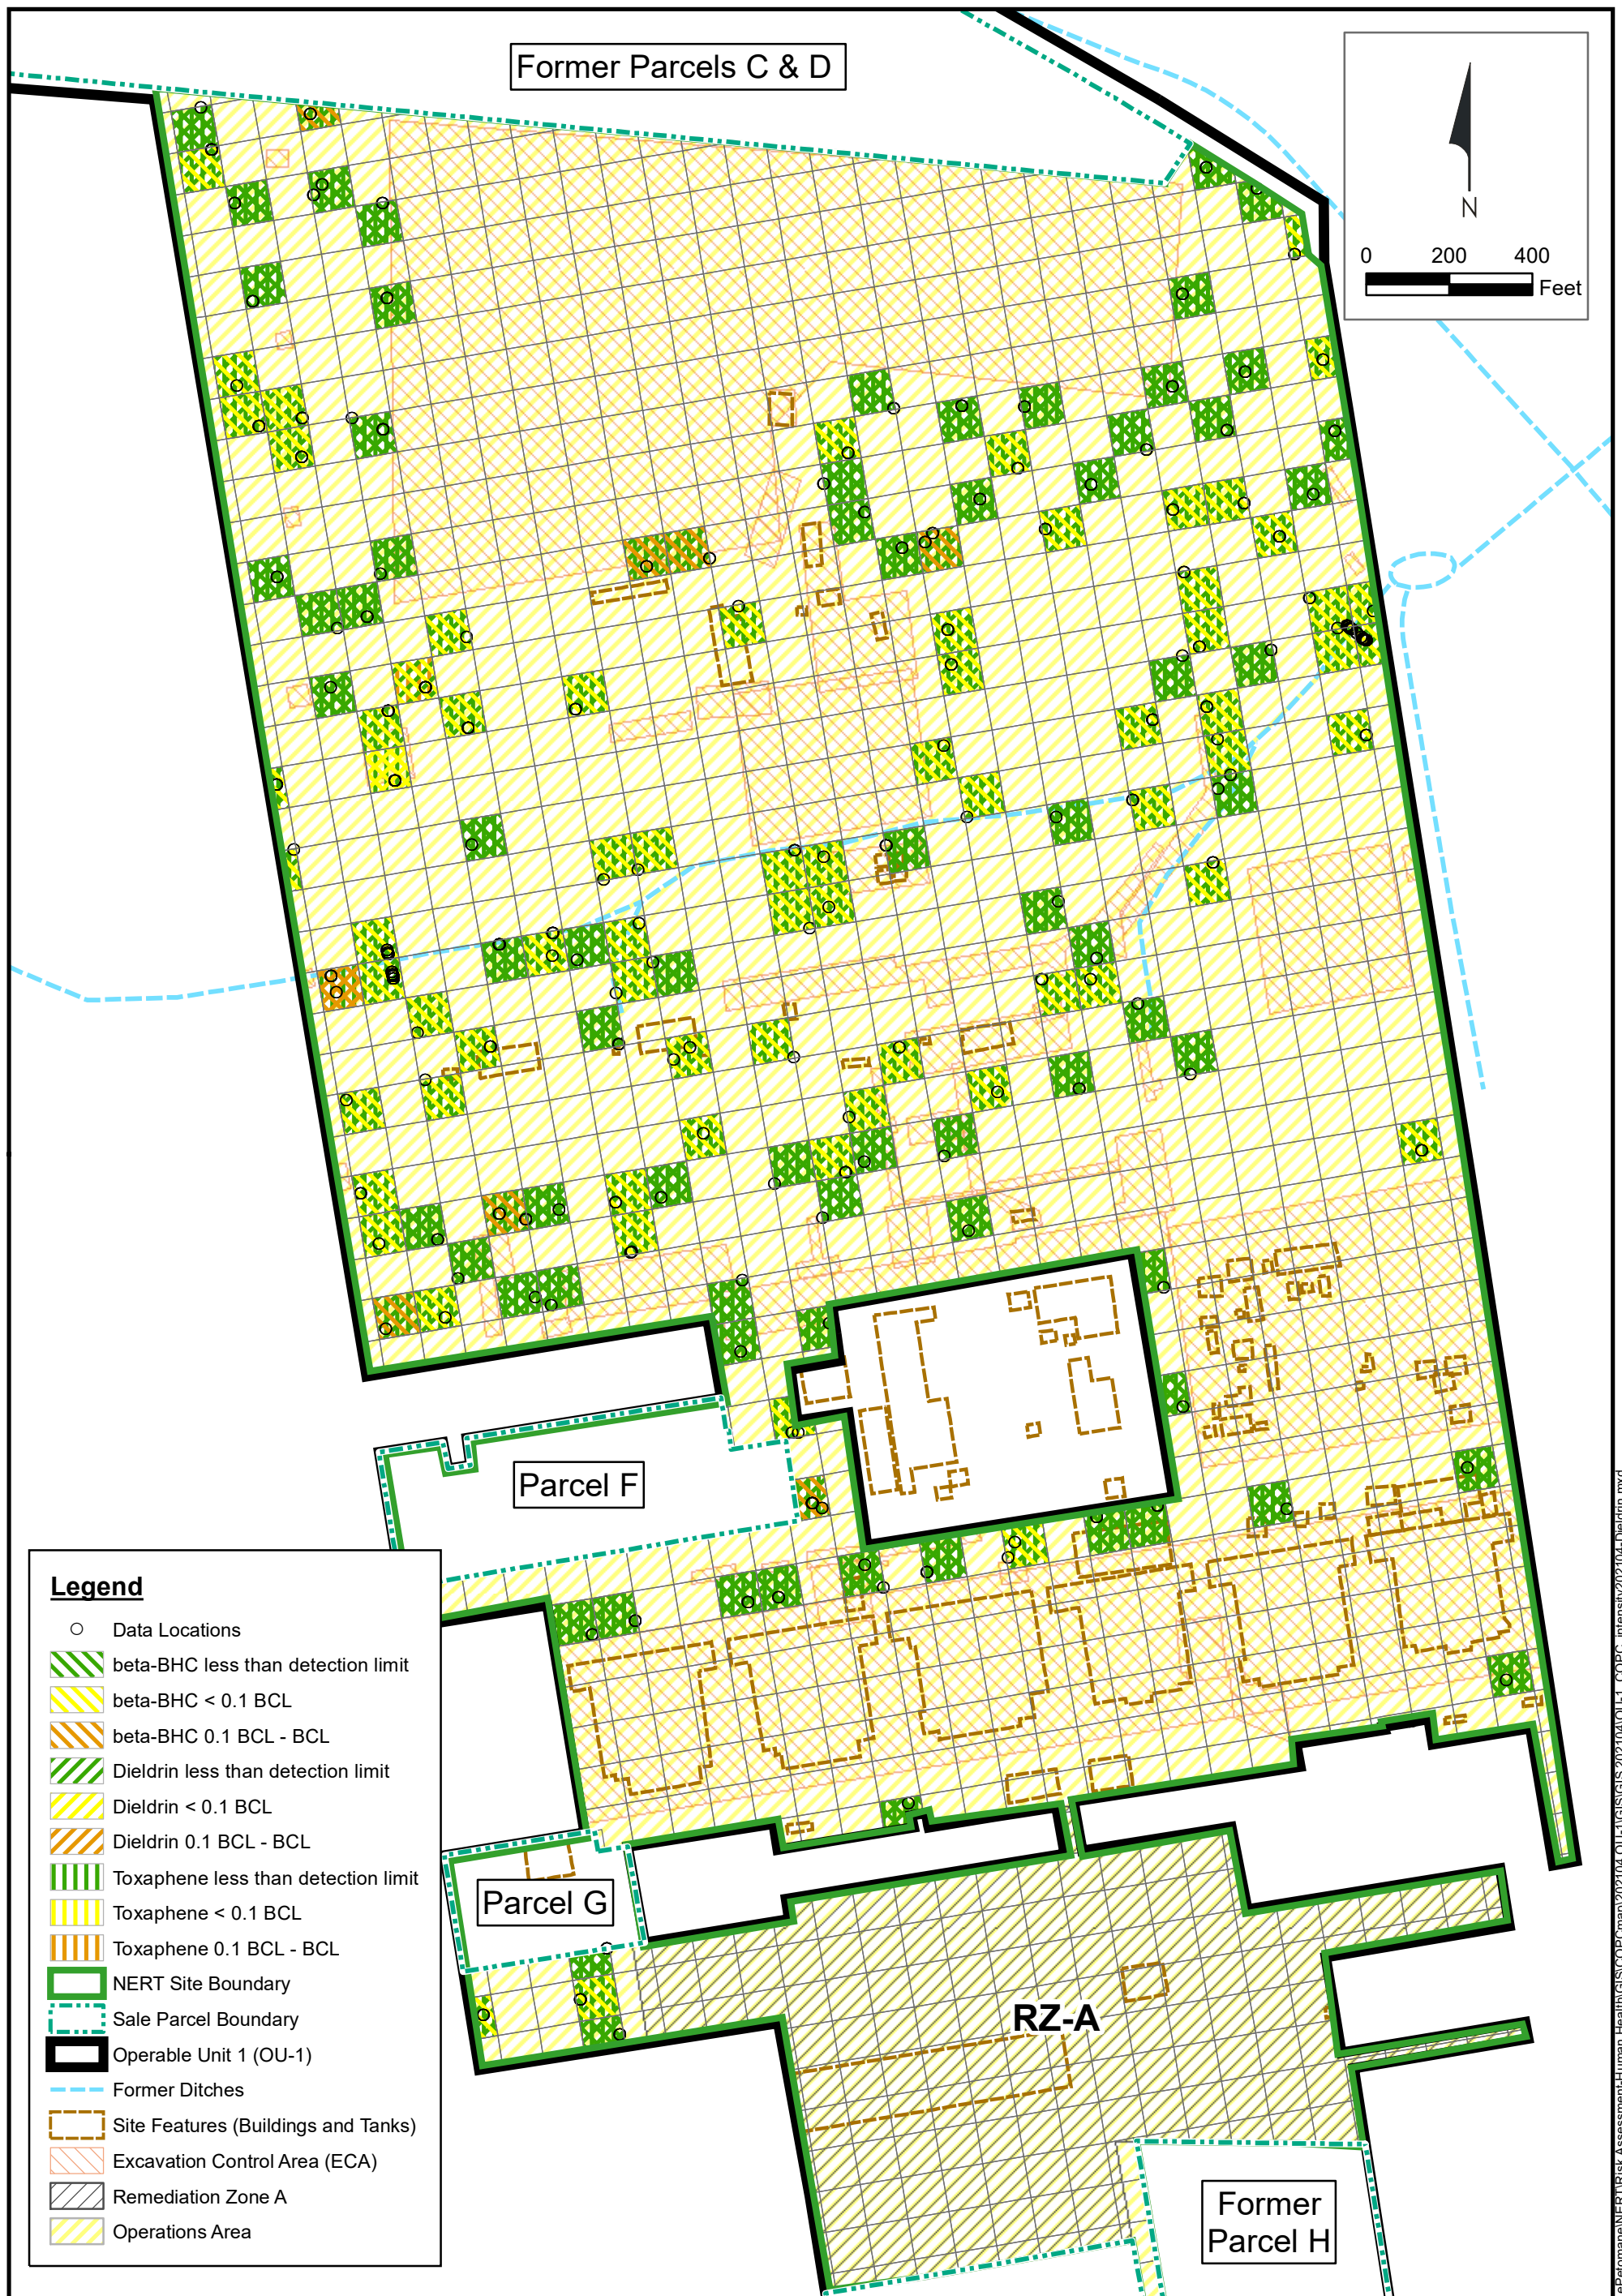 Former Parcels C & D
N
0 200 400
Feet
Parcel F
Legend
Data Locations
beta-BHC less than detection limit
beta-BHC < 0.1 BCL
beta-BHC 0.1 BCL - BCL
Dieldrin less than detection limit
Dieldrin < 0.1 BCL
Dieldrin 0.1 BCL - BCL
Toxaphene less than detection limit
Toxaphene < 0.1 BCL
Toxaphene 0.1 BCL - BCL
NERT Site Boundary
Sale Parcel Boundary
Operable Unit 1 (OU-1)
Former Ditches
Site Features (Buildings and Tanks)
Excavation Control Area (ECA)
Remediation Zone A
Operations Area
Parcel G
RZ-A
Former
Parcel H